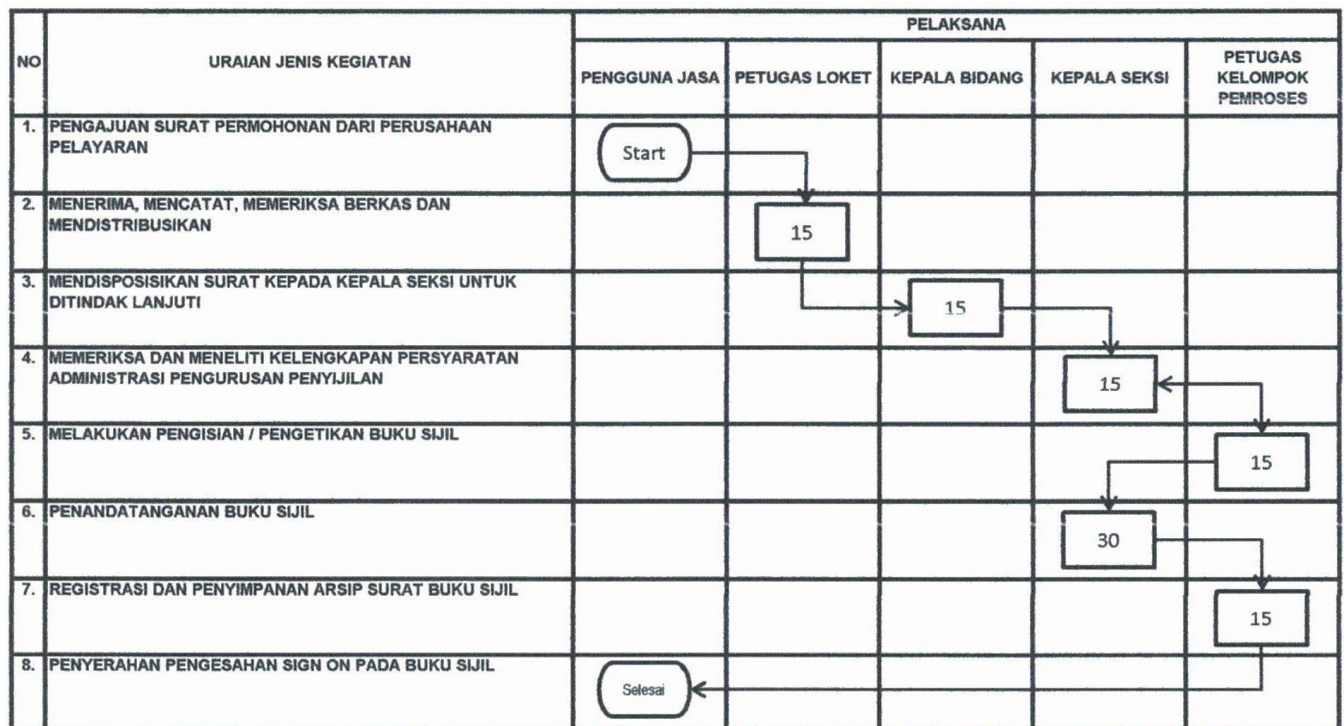 NO
URAIAN JENIS KEGIATAN
PELAKSANA
PENGGUNA JASA
PETUGAS LOKET
KEPALA BIDANG
KEPALA SEKSI
PETUGAS
KELOMPOK
PEMROSES
1. PENGAJUAN SURAT PERMOHONAN DARI PERUSAHAAN
PELAYARAN
Start
2. MENERIMA, MENCATAT, MEMERIKSA BERKAS DAN
MENDISTRIBUSIKAN
15
3. MENDISPOSISIKAN SURAT KEPADA KEPALA SEKSI UNTUK
DITINDAK LANJUTI
15
4. MEMERIKSA DAN MENELITI KELENGKAPAN PERSYARATAN
ADMINISTRASI PENGURUSAN PENYIJILAN
15
5. MELAKUKAN PENGISIAN / PENGETIKAN BUKU SIJIL
15
6. PENANDATANGANAN BUKU SIJIL
30
7. REGISTRASI DAN PENYIMPANAN ARSIP SURAT BUKU SIJIL
15
8. PENYERAHAN PENGESAHAN SIGN ON PADA BUKU SIJIL
Selesai